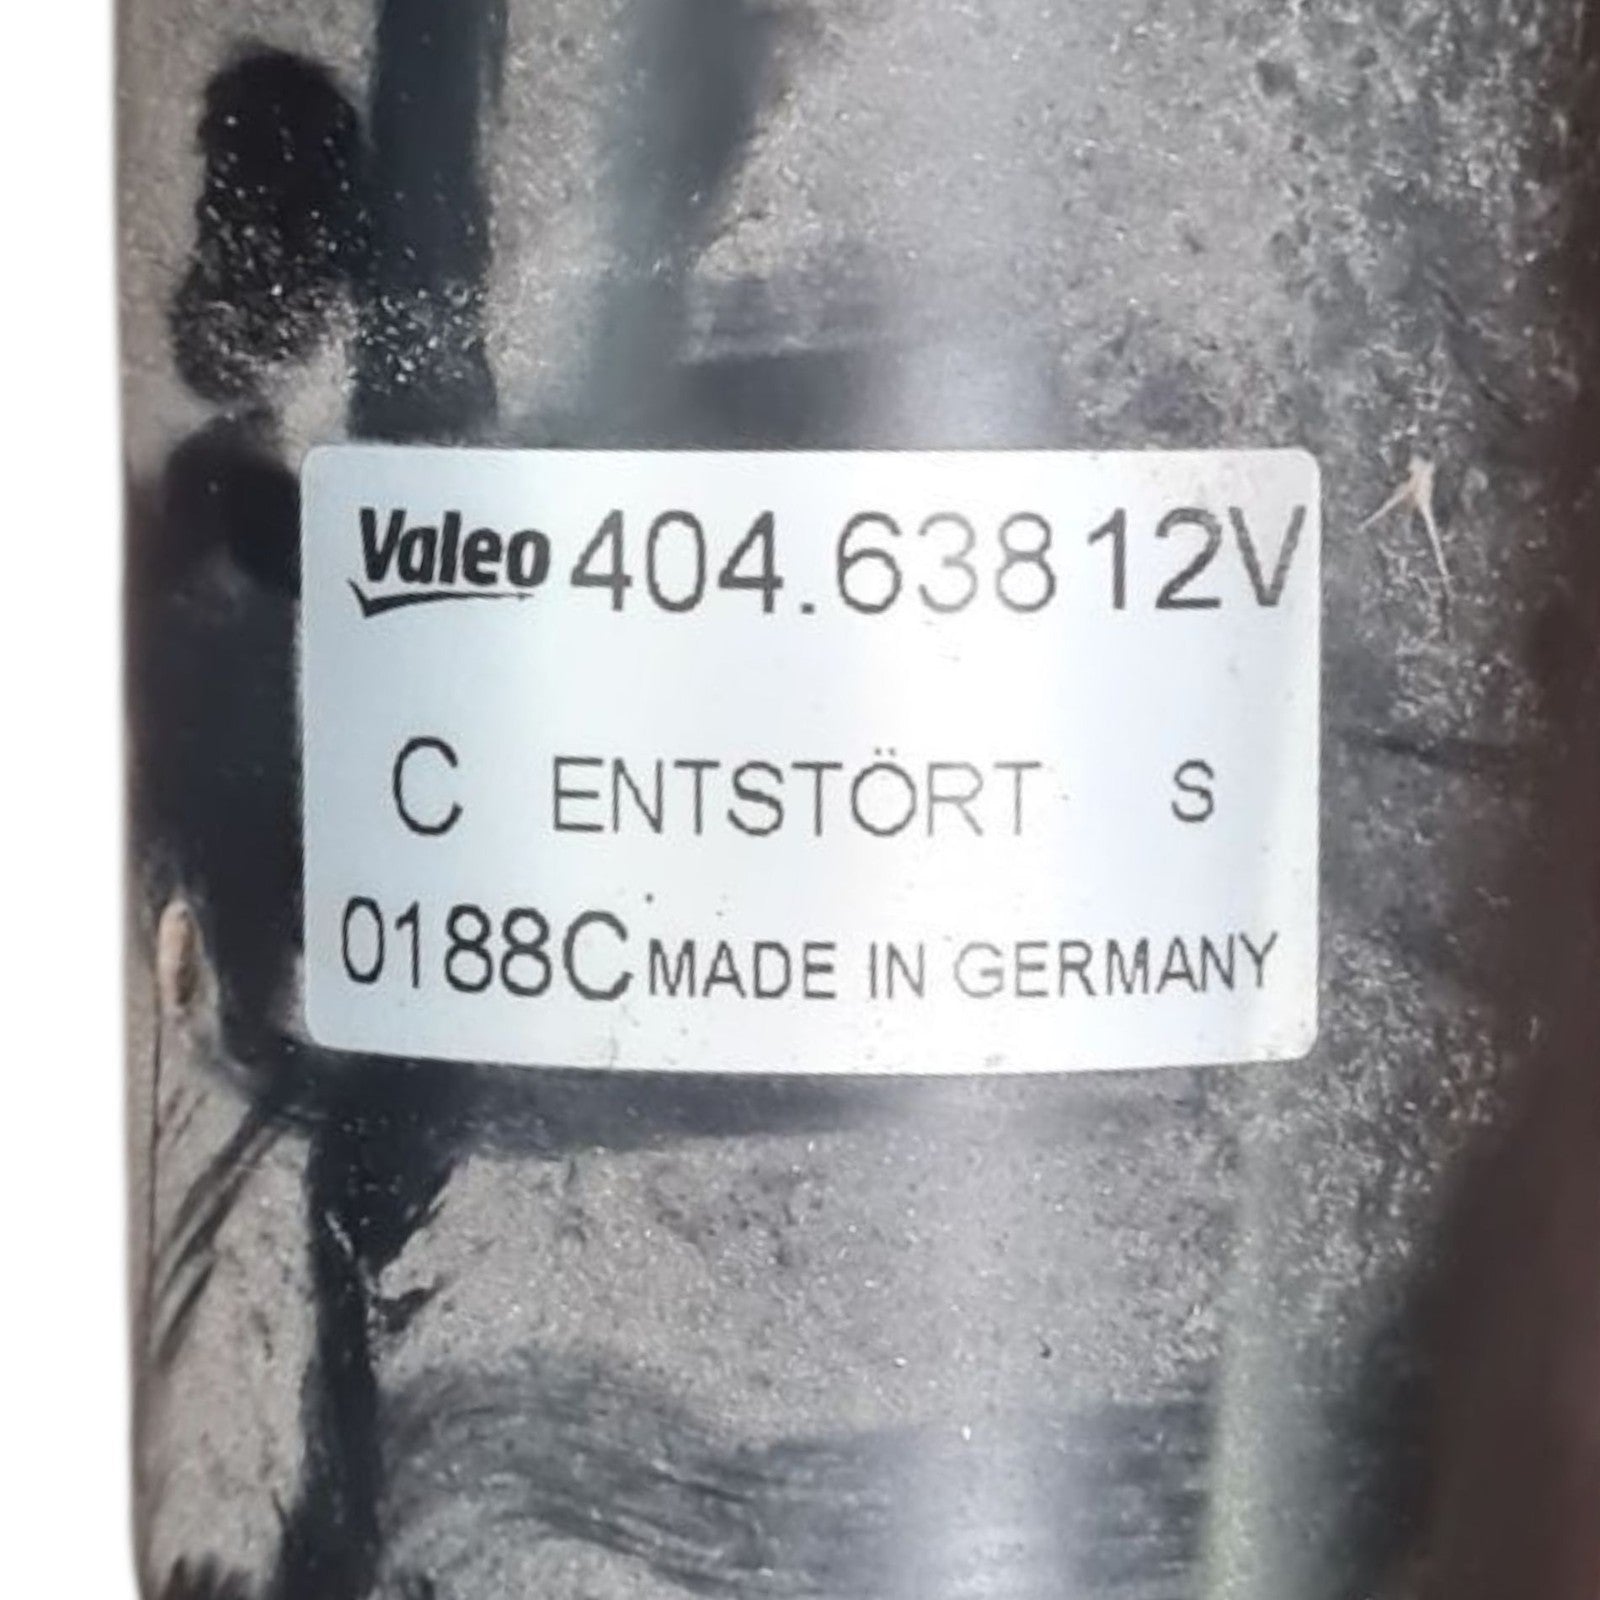 Valeo 404.638 12V
C ENTSTÖRT S
0188C MADE IN GERMANY